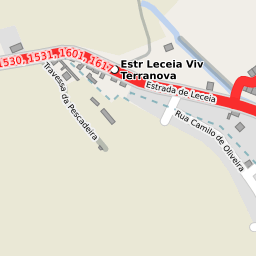 Estr Leceia Viv
Terranova
1530, 1531, 1601, 1617
Estrada de Leceia
Travessa da Pescadeira
Rua Camilo de Oliveira